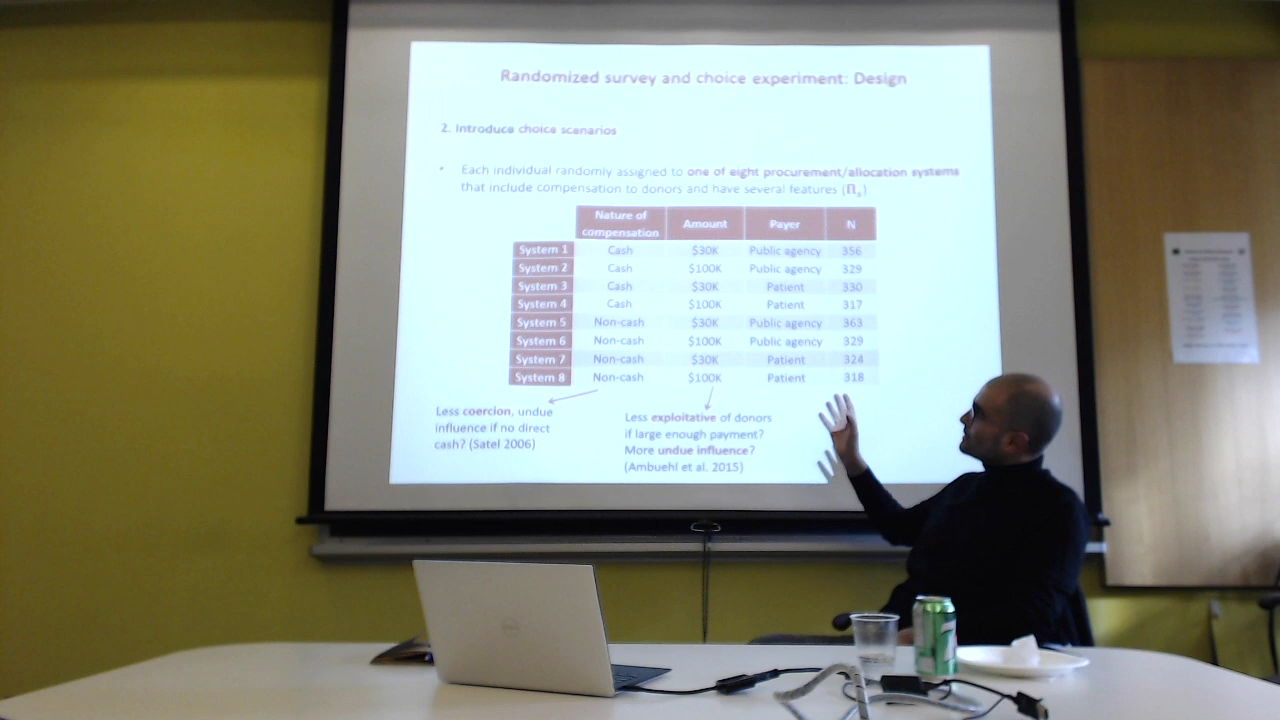 Randomized survey and choice experiment: Design
2. Introduce choice scenarios
• Each individual randomly assigned to one of eight procurement/allocation systems
that include compensation to donors and have several features (Πs)
Nature of compensation Amount Payer N
System 1 Cash $30K Public agency 356
System 2 Cash $100K Public agency 329
System 3 Cash $30K Patient 330
System 4 Cash $100K Patient 317
System 5 Non-cash $30K Public agency 363
System 6 Non-cash $100K Public agency 329
System 7 Non-cash $30K Patient 324
System 8 Non-cash $100K Patient 318
Less coercion, undue
influence if no direct
cash? (Satel 2006)
Less exploitative of donors
if large enough payment?
More undue influence?
(Ambuehl et al. 2015)
DELL